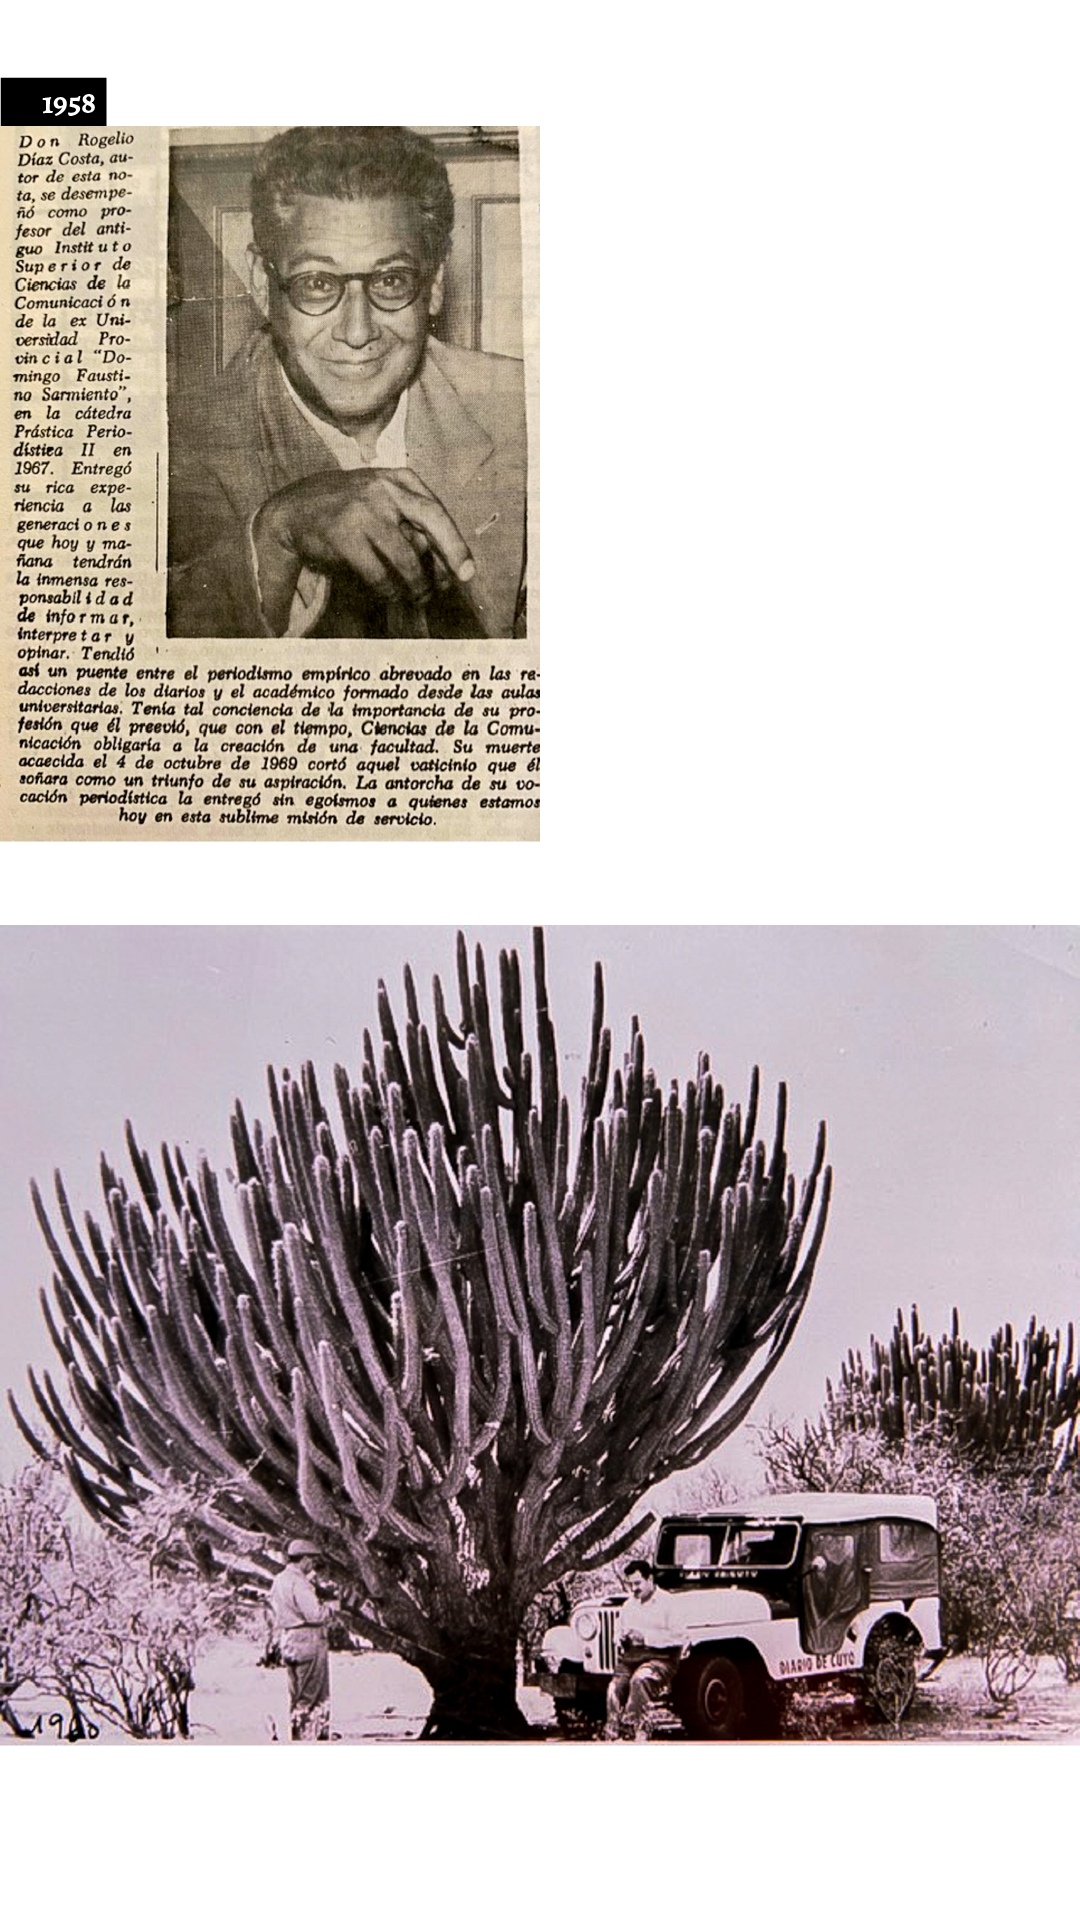 1958
Don Rogelio
Díaz Costa, au-
tor de esta no-
ta, se desempe-
ñó como pro-
fesor del anti-
guo Instituto
Superior de
Ciencias de la
Comunicación
de la ex Uni-
versidad Pro-
vincial "Do-
mingo Fausti-
no Sarmiento",
en la cátedra
Prástica Perio-
dística II en
1967. Entregó
su rica expe-
riencia a las
generaciones
que hoy y ma-
ñana tendrán
la inmensa res-
ponsabilidad
de informar,
interpretar y
opinar. Tendió
así un puente entre el periodismo empírico abrevado en las re-
dacciones de los diarios y el académico formado desde las aulas
universitarias. Tenía tal conciencia de la importancia de su pro-
fesión que él preevió, que con el tiempo, Ciencias de la Comu-
nicación obligaría a la creación de una facultad. Su muerte
acaecida el 4 de octubre de 1969 cortó aquel vaticinio que él
soñara como un triunfo de su aspiración. La antorcha de su vo-
cación periodística la entregó sin egoísmos a quienes estamos
hoy en esta sublime misión de servicio.
DIARIO DE CUYO